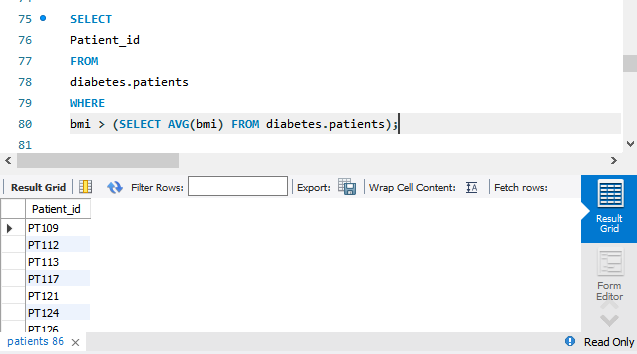 74
75 SELECT
76 Patient_id
77 FROM
78 diabetes.patients
79 WHERE
80 bmi > (SELECT AVG(bmi) FROM diabetes.patients);
81
Result Grid Filter Rows: Export: Wrap Cell Content: IA Fetch rows:
Patient_id
PT109
PT112
PT113
PT117
PT121
PT124
PT126
Result
Grid
Form
Editor
patients 86 × Read Only